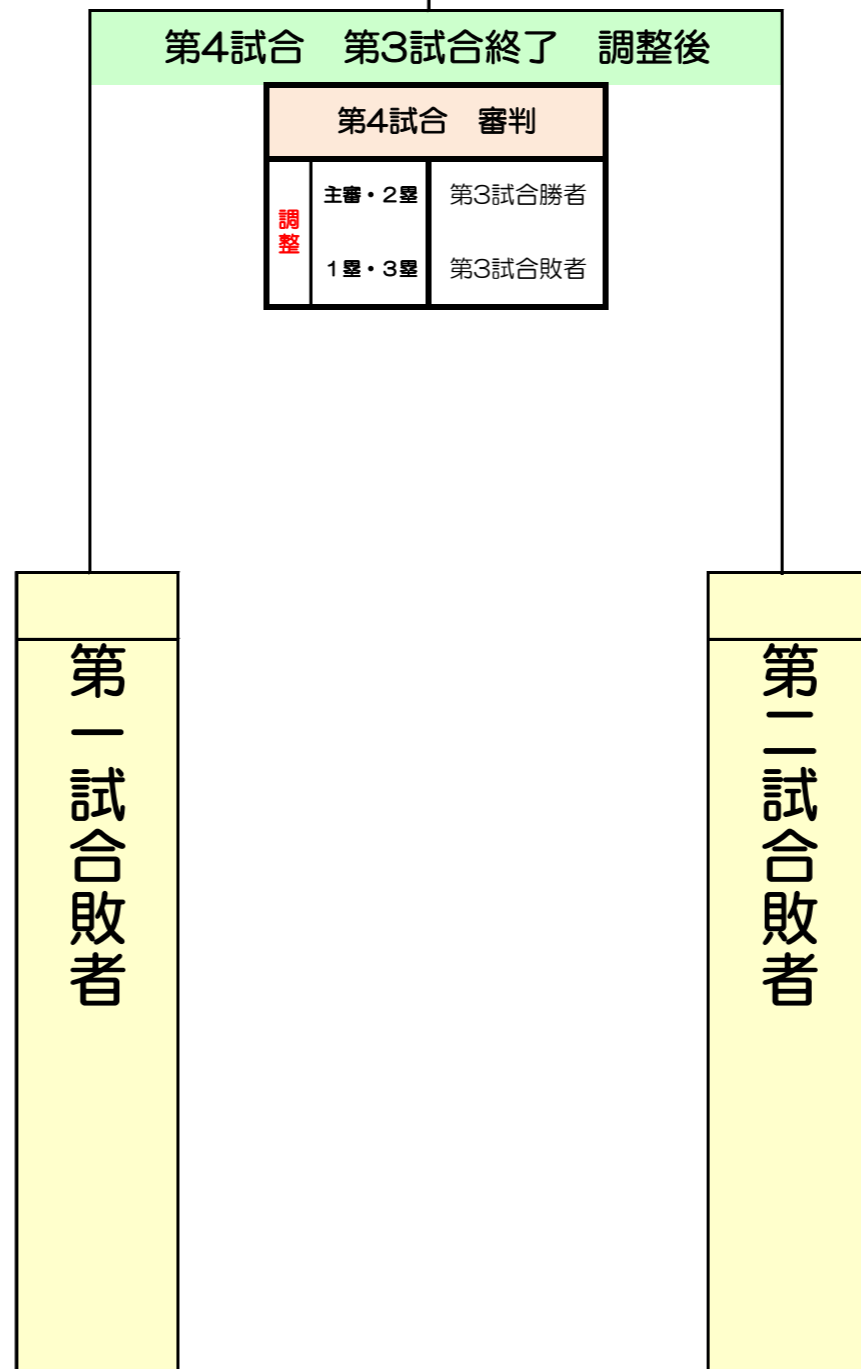 第4試合　第3試合終了　調整後
第4試合　審判
調整
主審・２塁　第3試合勝者
１塁・３塁　第3試合敗者
第一試合敗者
第二試合敗者